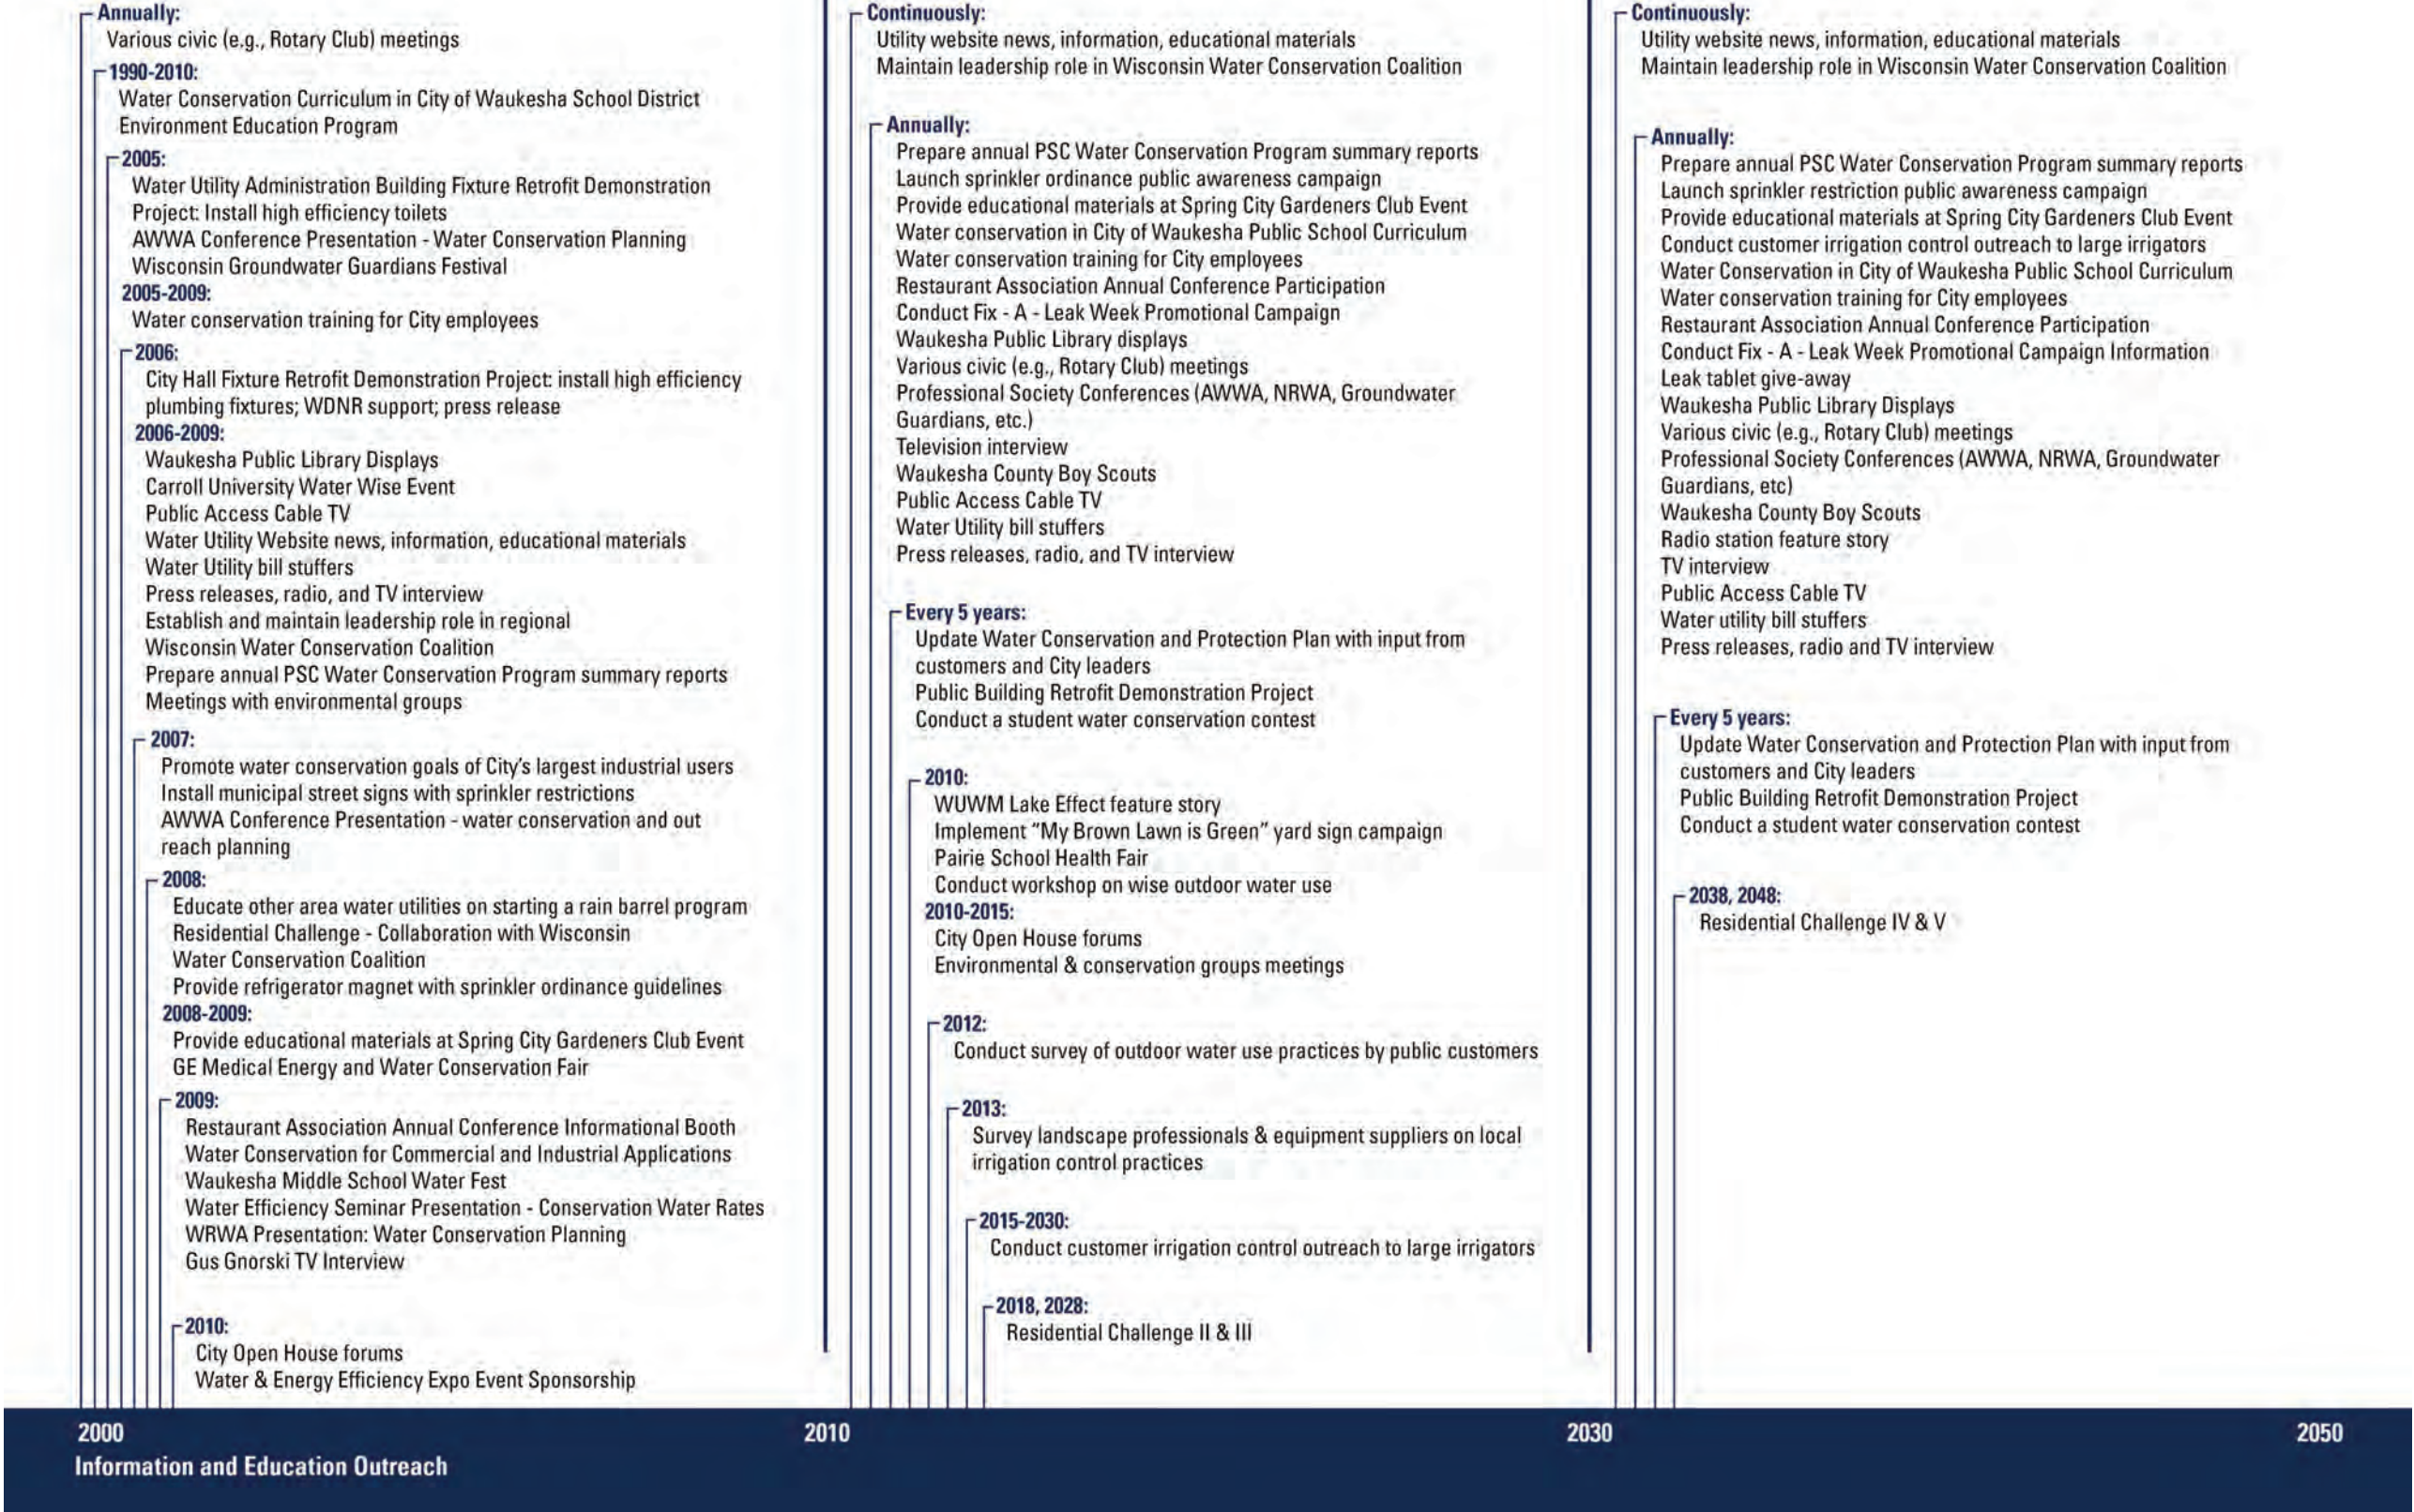 Annually:
Various civic (e.g., Rotary Club) meetings
1990-2010:
Water Conservation Curriculum in City of Waukesha School District
Environment Education Program
2005:
Water Utility Administration Building Fixture Retrofit Demonstration
Project: Install high efficiency toilets
AWWA Conference Presentation - Water Conservation Planning
Wisconsin Groundwater Guardians Festival
2005-2009:
Water conservation training for City employees
2006:
City Hall Fixture Retrofit Demonstration Project: install high efficiency
plumbing fixtures; WDNR support; press release
2006-2009:
Waukesha Public Library Displays
Carroll University Water Wise Event
Public Access Cable TV
Water Utility Website news, information, educational materials
Water Utility bill stuffers
Press releases, radio, and TV interview
Establish and maintain leadership role in regional
Wisconsin Water Conservation Coalition
Prepare annual PSC Water Conservation Program summary reports
Meetings with environmental groups
2007:
Promote water conservation goals of City's largest industrial users
Install municipal street signs with sprinkler restrictions
AWWA Conference Presentation - water conservation and out
reach planning
2008:
Educate other area water utilities on starting a rain barrel program
Residential Challenge - Collaboration with Wisconsin
Water Conservation Coalition
Provide refrigerator magnet with sprinkler ordinance guidelines
2008-2009:
Provide educational materials at Spring City Gardeners Club Event
GE Medical Energy and Water Conservation Fair
2009:
Restaurant Association Annual Conference Informational Booth
Water Conservation for Commercial and Industrial Applications
Waukesha Middle School Water Fest
Water Efficiency Seminar Presentation - Conservation Water Rates
WRWA Presentation: Water Conservation Planning
Gus Gnorski TV Interview
2010:
City Open House forums
Water & Energy Efficiency Expo Event Sponsorship
Continuously:
Utility website news, information, educational materials
Maintain leadership role in Wisconsin Water Conservation Coalition
Annually:
Prepare annual PSC Water Conservation Program summary reports
Launch sprinkler ordinance public awareness campaign
Provide educational materials at Spring City Gardeners Club Event
Water conservation in City of Waukesha Public School Curriculum
Water conservation training for City employees
Restaurant Association Annual Conference Participation
Conduct Fix - A - Leak Week Promotional Campaign
Waukesha Public Library displays
Various civic (e.g., Rotary Club) meetings
Professional Society Conferences (AWWA, NRWA, Groundwater
Guardians, etc.)
Television interview
Waukesha County Boy Scouts
Public Access Cable TV
Water Utility bill stuffers
Press releases, radio, and TV interview
Every 5 years:
Update Water Conservation and Protection Plan with input from
customers and City leaders
Public Building Retrofit Demonstration Project
Conduct a student water conservation contest
2010:
WUWM Lake Effect feature story
Implement "My Brown Lawn is Green" yard sign campaign
Pairie School Health Fair
Conduct workshop on wise outdoor water use
2010-2015:
City Open House forums
Environmental & conservation groups meetings
2012:
Conduct survey of outdoor water use practices by public customers
2013:
Survey landscape professionals & equipment suppliers on local
irrigation control practices
2015-2030:
Conduct customer irrigation control outreach to large irrigators
2018, 2028:
Residential Challenge II & III
Continuously:
Utility website news, information, educational materials
Maintain leadership role in Wisconsin Water Conservation Coalition
Annually:
Prepare annual PSC Water Conservation Program summary reports
Launch sprinkler restriction public awareness campaign
Provide educational materials at Spring City Gardeners Club Event
Conduct customer irrigation control outreach to large irrigators
Water Conservation in City of Waukesha Public School Curriculum
Water conservation training for City employees
Restaurant Association Annual Conference Participation
Conduct Fix - A - Leak Week Promotional Campaign Information
Leak tablet give-away
Waukesha Public Library Displays
Various civic (e.g., Rotary Club) meetings
Professional Society Conferences (AWWA, NRWA, Groundwater
Guardians, etc)
Waukesha County Boy Scouts
Radio station feature story
TV interview
Public Access Cable TV
Water utility bill stuffers
Press releases, radio and TV interview
Every 5 years:
Update Water Conservation and Protection Plan with input from
customers and City leaders
Public Building Retrofit Demonstration Project
Conduct a student water conservation contest
2038, 2048:
Residential Challenge IV & V
2000
2010
2030
2050
Information and Education Outreach